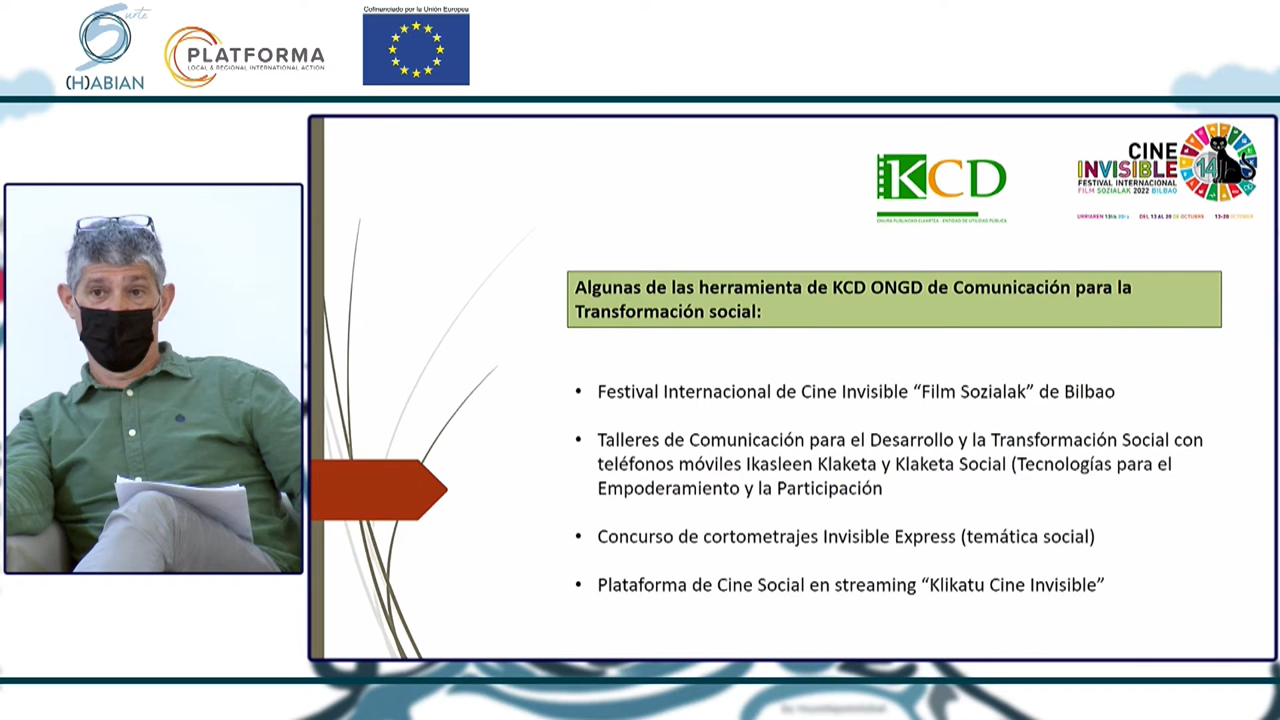 urte
5
(H)ABIAN
PLATFORMA
LOCAL & REGIONAL INTERNATIONAL ACTION
Cofinanciado por la Unión Europea
KCD
ONURA PUBLIKOKO ELKARTEA - ENTIDAD DE UTILIDAD PÚBLICA
CINE
INVISIBLE
FESTIVAL INTERNACIONAL
FILM SOZIALAK 2022 BILBAO
14
URRIAREN 13tik 20ra
DEL 13 AL 20 DE OCTUBRE
13-20 OCTOBER
Algunas de las herramienta de KCD ONGD de Comunicación para la
Transformación social:
• Festival Internacional de Cine Invisible “Film Sozialak” de Bilbao
• Talleres de Comunicación para el Desarrollo y la Transformación Social con
teléfonos móviles Ikasleen Klaketa y Klaketa Social (Tecnologías para el
Empoderamiento y la Participación
• Concurso de cortometrajes Invisible Express (temática social)
• Plataforma de Cine Social en streaming “Klikatu Cine Invisible”